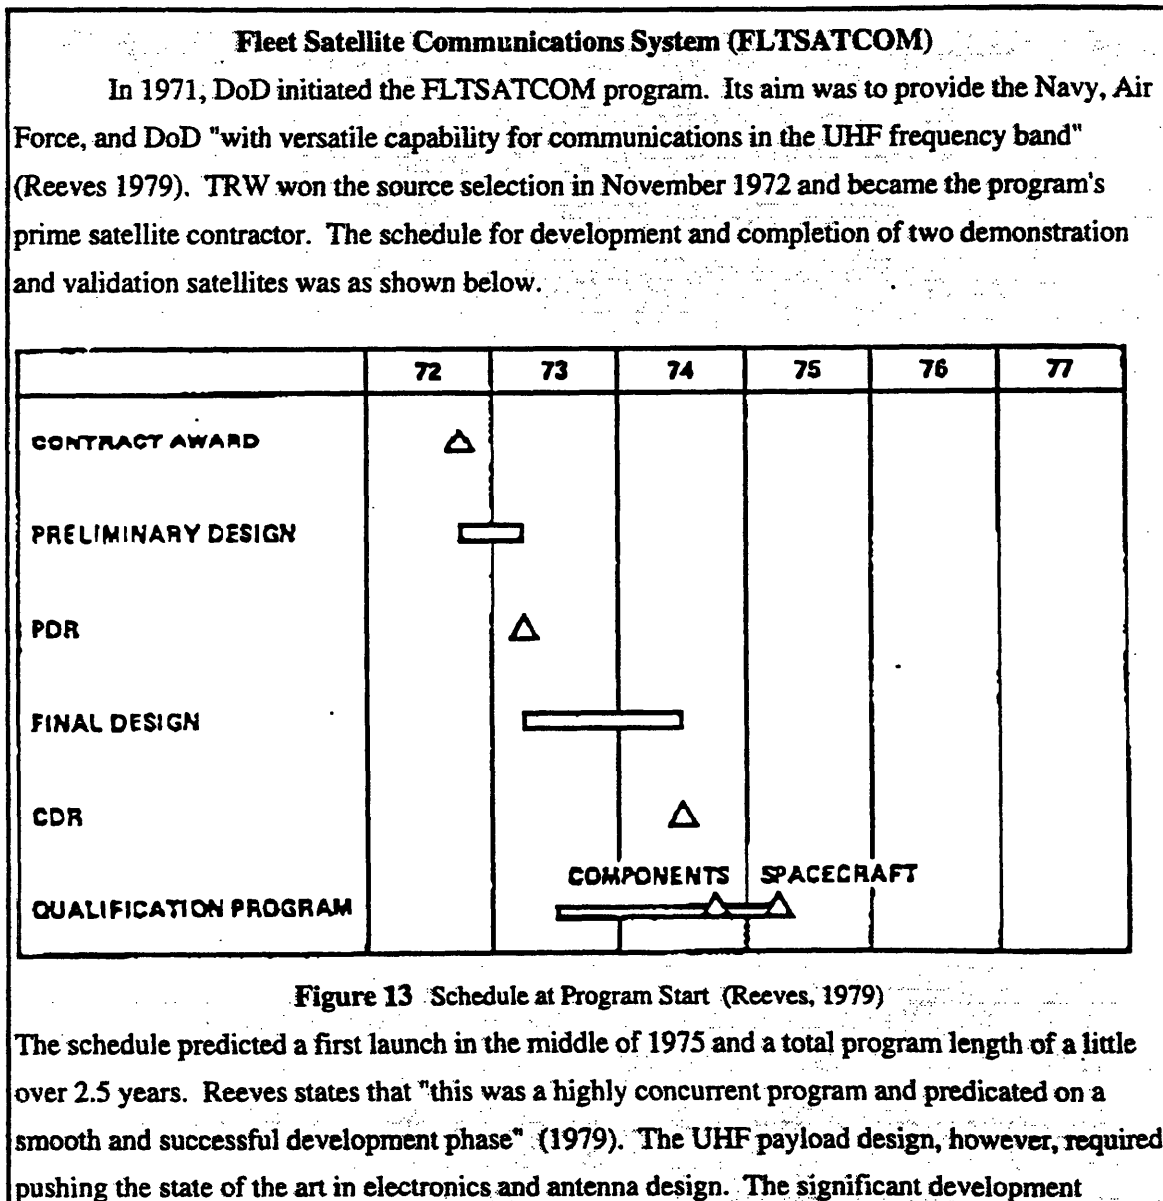 Fleet Satellite Communications System (FLTSATCOM)
In 1971, DoD initiated the FLTSATCOM program. Its aim was to provide the Navy, Air
Force, and DoD "with versatile capability for communications in the UHF frequency band"
(Reeves 1979). TRW won the source selection in November 1972 and became the program's
prime satellite contractor. The schedule for development and completion of two demonstration
and validation satellites was as shown below.
72 73 74 75 76 77
CONTRACT AWARD
PRELIMINARY DESIGN
PDR
FINAL DESIGN
CDR
COMPONENTS SPACECRAFT
QUALIFICATION PROGRAM
Figure 13 Schedule at Program Start (Reeves, 1979)
The schedule predicted a first launch in the middle of 1975 and a total program length of a little
over 2.5 years. Reeves states that "this was a highly concurrent program and predicated on a
smooth and successful development phase" (1979). The UHF payload design, however, required
pushing the state of the art in electronics and antenna design. The significant development